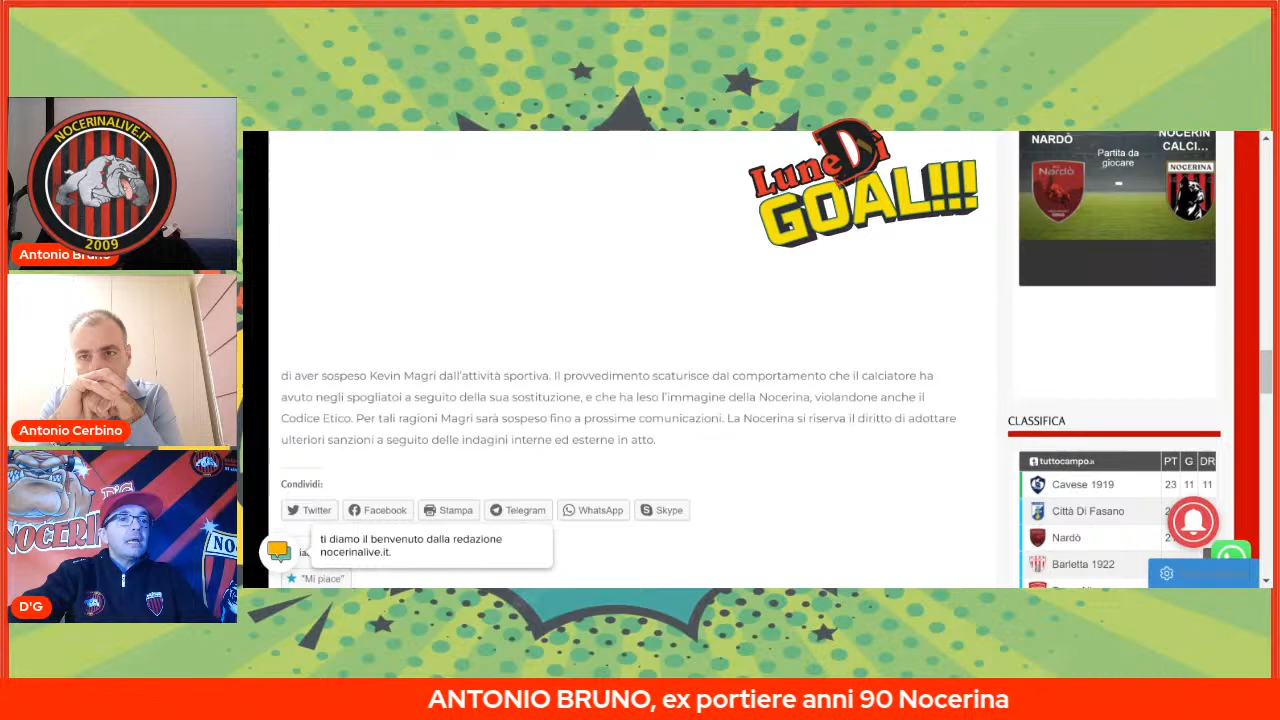 NOCERINALIVE.IT
2009
Antonio Bruno
Antonio Cerbino
NOCERI
D'G
LuneDì
GOAL!!!
di aver sospeso Kevin Magrí dall'attività sportiva. Il provvedimento scaturisce dal comportamento che il calciatore ha
avuto negli spogliatoi a seguito della sua sostituzione, e che ha leso l'immagine della Nocerina, violandone anche il
Codice Etico. Per tali ragioni Magrí sarà sospeso fino a prossime comunicazioni. La Nocerina si riserva il diritto di adottare
ulteriori sanzioni a seguito delle indagini interne ed esterne in atto.
Condividi:
Twitter
Facebook
Stampa
Telegram
WhatsApp
Skype
ti diamo il benvenuto dalla redazione
nocerinalive.it.
"Mi piace"
NARDÒ
Partita da
giocare
-
NOCERIN
CALCI...
Nardò
NOCERINA
CLASSIFICA
tuttocampo.it PT G DR
Cavese 1919 23 11 11
Città Di Fasano
Nardò
Barletta 1922
ANTONIO BRUNO, ex portiere anni 90 Nocerina